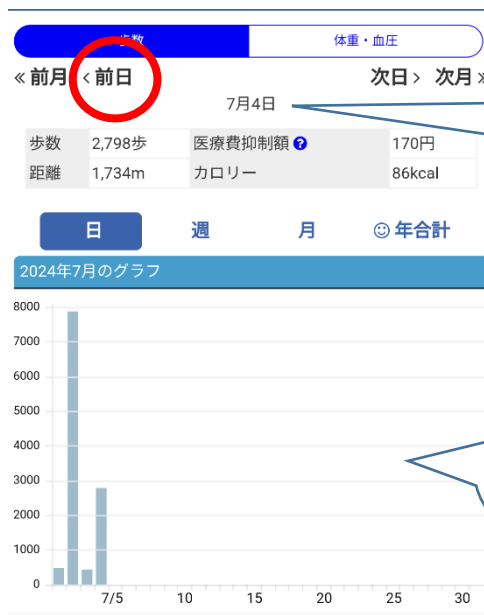 歩数 体重・血圧
«前月 ‹前日 次日› 次月»
7月4日
歩数 2,798歩 医療費抑制額 ? 170円
距離 1,734m カロリー 86kcal
日 週 月 ☺年合計
2024年7月のグラフ
8000
7000
6000
5000
4000
3000
2000
1000
0
7/5 10 15 20 25 30